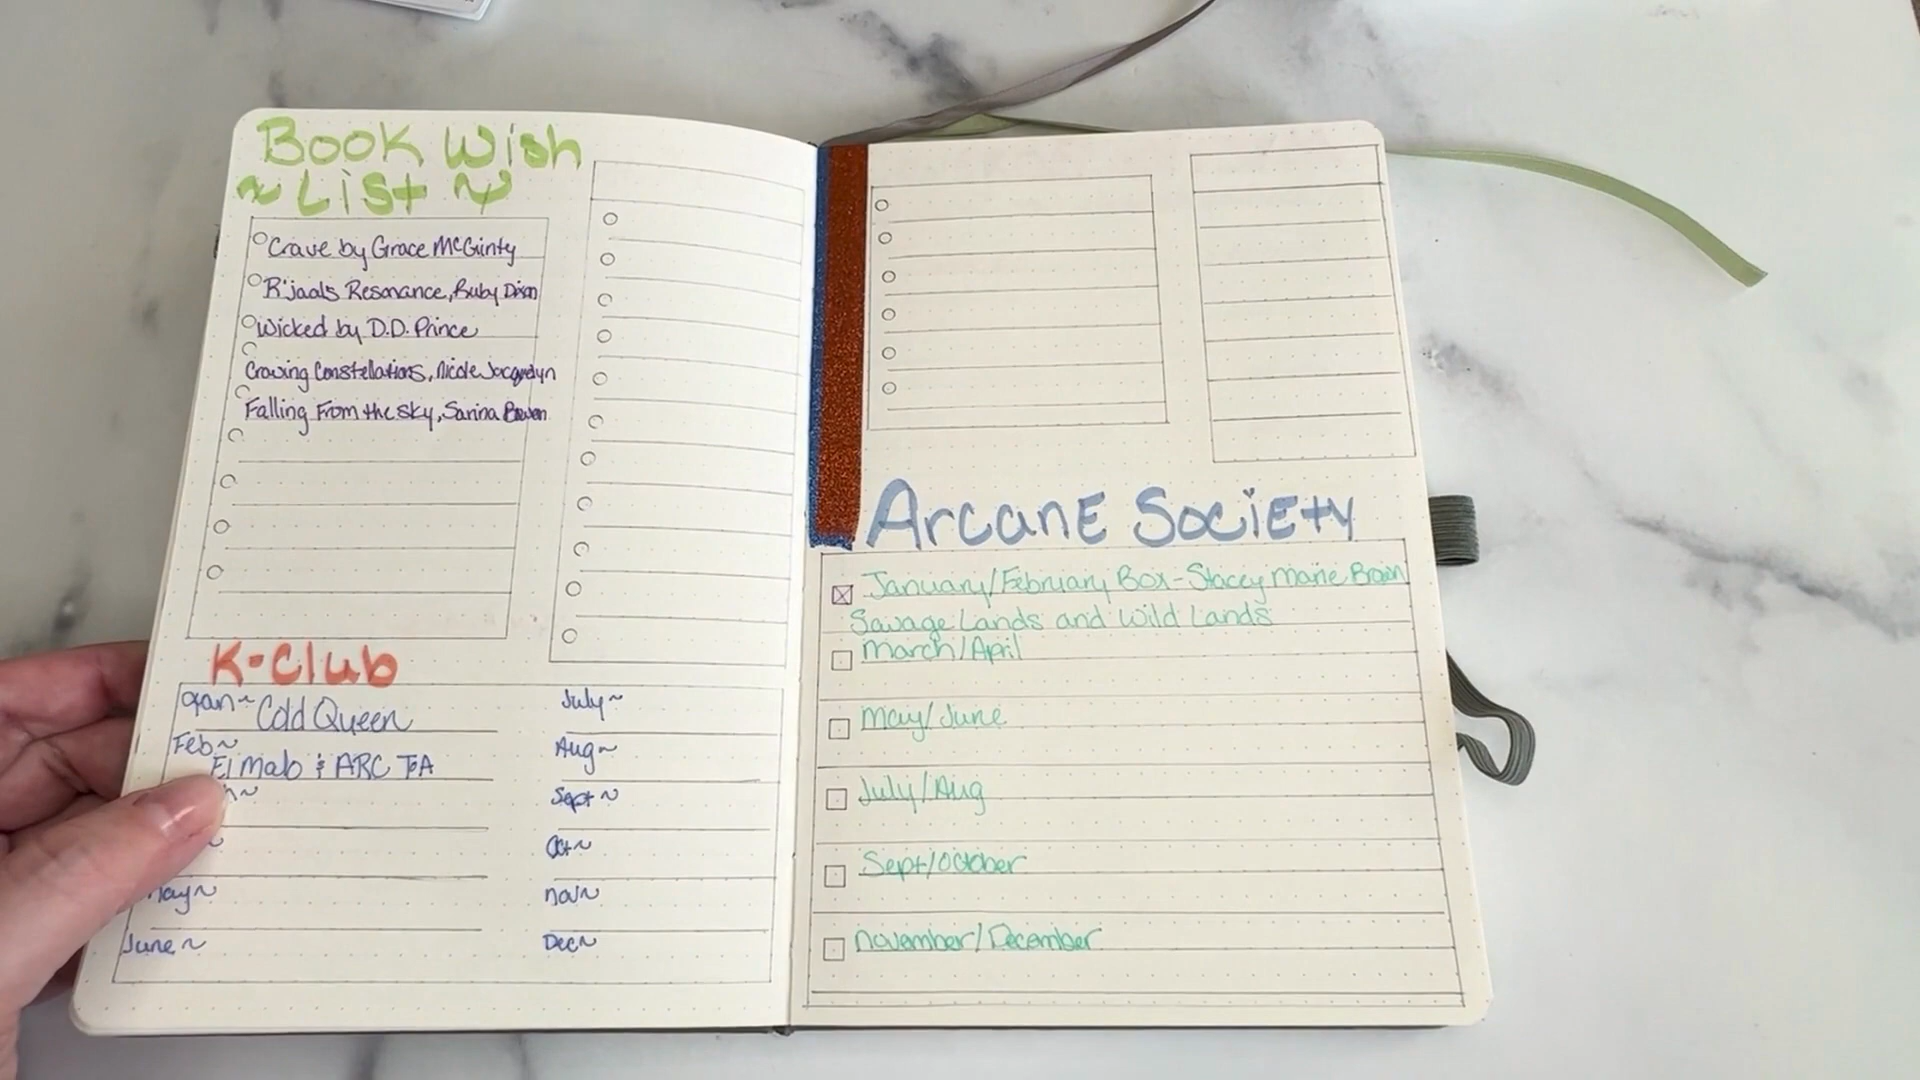 Book Wish
~ List ~
Crave by Grace McGinty
R'jaal's Resonance, Ruby Dixon
Wicked by D.D. Prince
Craving Constellations, Nicole Jacquelyn
Falling From the Sky, Sarina Bowen
K-Club
Jan~ Cold Queen
Feb~
El Malo & ARC
May~
June~
July~
Aug~
Sept~
Oct~
Nov~
Dec~
Arcane Society
January/February Box - Stacey Marie Brown
Savage Lands and Wild Lands
March/April
May/June
July/Aug
Sept/October
November/December